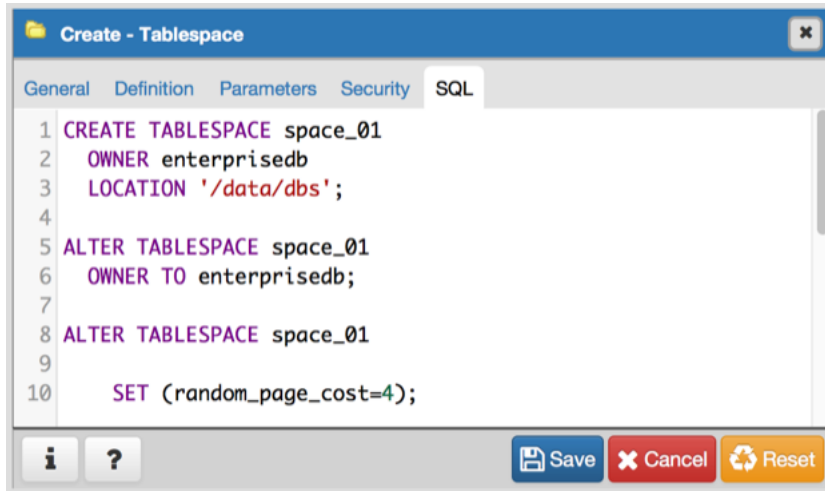 Create - Tablespace
General Definition Parameters Security SQL
1 CREATE TABLESPACE space_01
2 OWNER enterprisedb
3 LOCATION '/data/dbs';
4
5 ALTER TABLESPACE space_01
6 OWNER TO enterprisedb;
7
8 ALTER TABLESPACE space_01
9
10 SET (random_page_cost=4);
i ? Save Cancel Reset